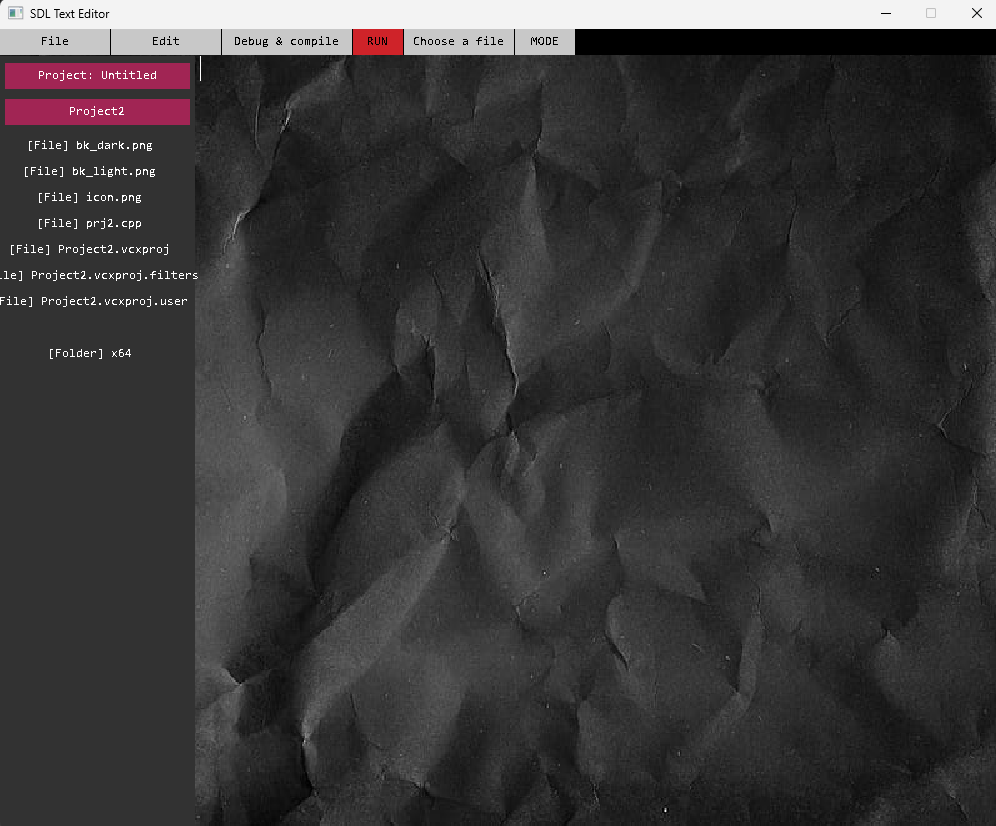 SDL Text Editor
File Edit Debug & compile RUN Choose a file MODE
Project: Untitled
Project2
[File] bk_dark.png
[File] bk_light.png
[File] icon.png
[File] prj2.cpp
[File] Project2.vcxproj
ile] Project2.vcxproj.filters
File] Project2.vcxproj.user
[Folder] x64